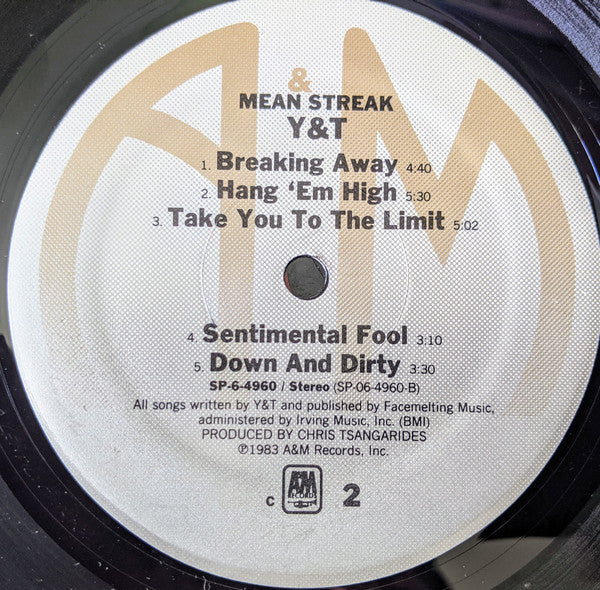 A&M
MEAN STREAK
Y&T
1. Breaking Away 4:40
2. Hang ‘Em High 5:30
3. Take You To The Limit 5:02
4. Sentimental Fool 3:10
5. Down And Dirty 3:30
SP-6-4960 / Stereo (SP-06-4960-B)
All songs written by Y&T and published by Facemelting Music,
administered by Irving Music, Inc. (BMI)
PRODUCED BY CHRIS TSANGARIDES
℗1983 A&M Records, Inc.
c A&M RECORDS 2